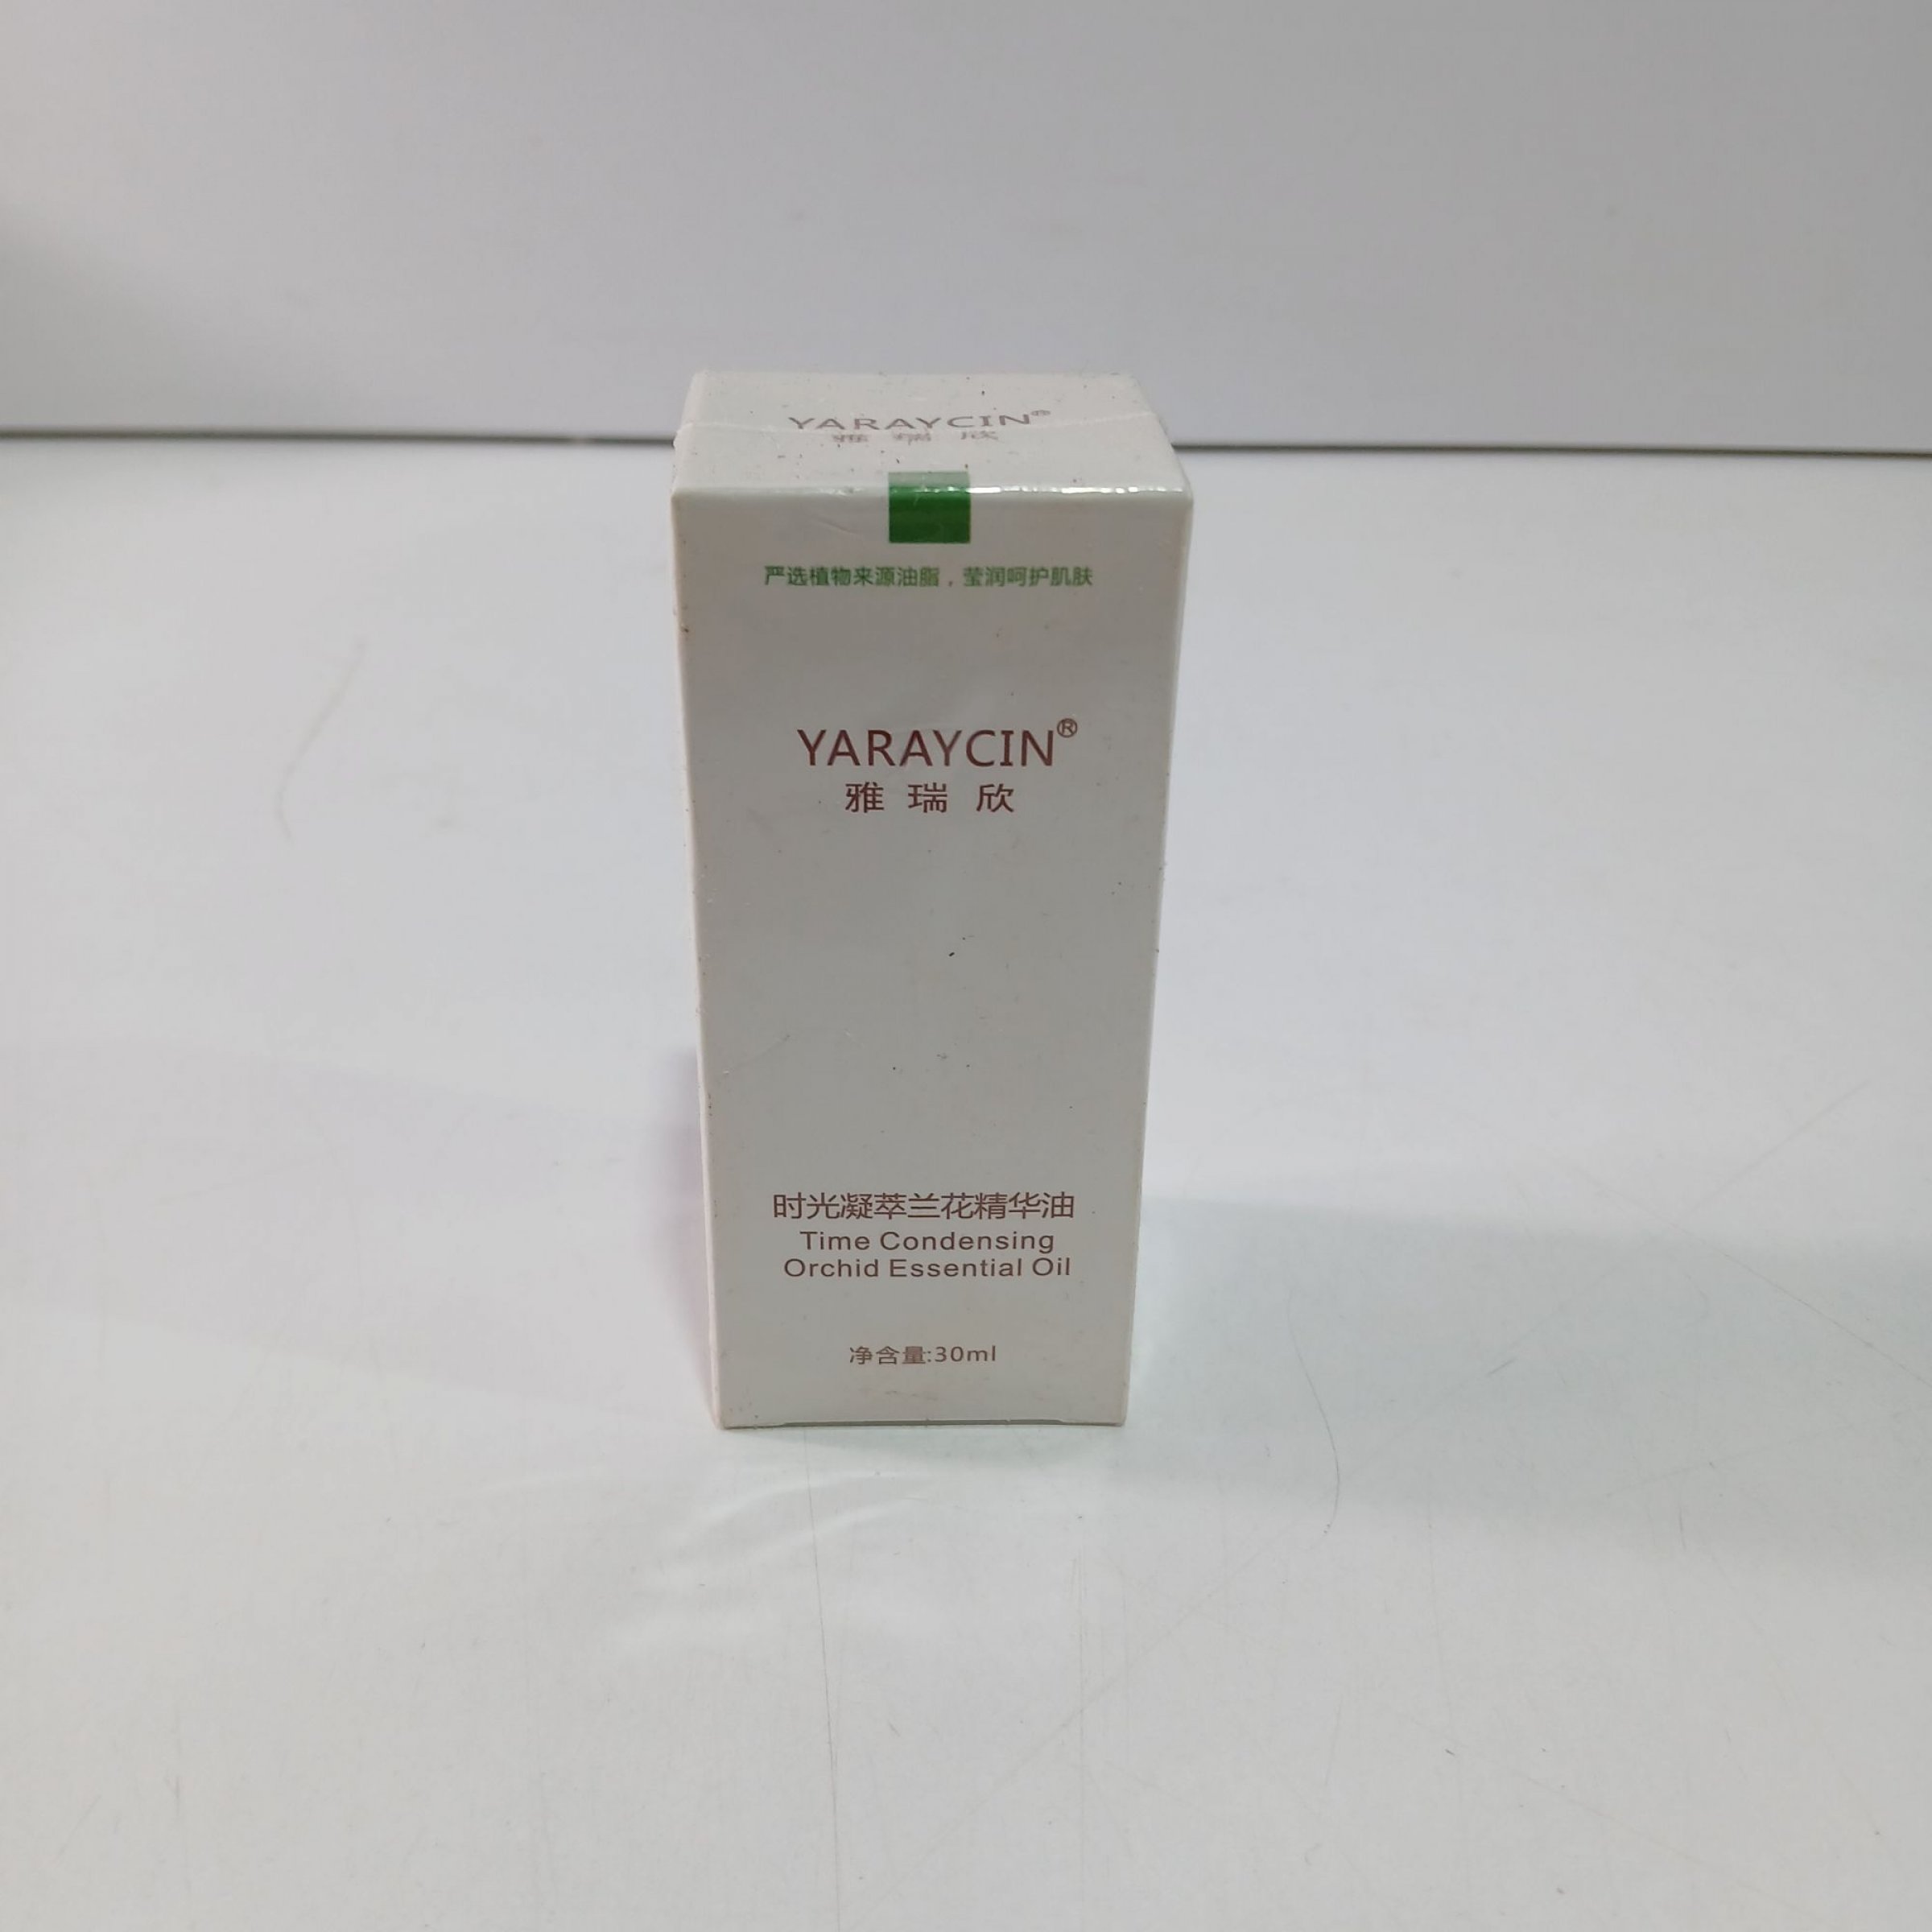 YARAYCIN®
雅瑞欣
严选植物来源油脂，莹润呵护肌肤
YARAYCIN®
雅瑞欣
时光凝萃兰花精华油
Time Condensing
Orchid Essential Oil
净含量:30ml